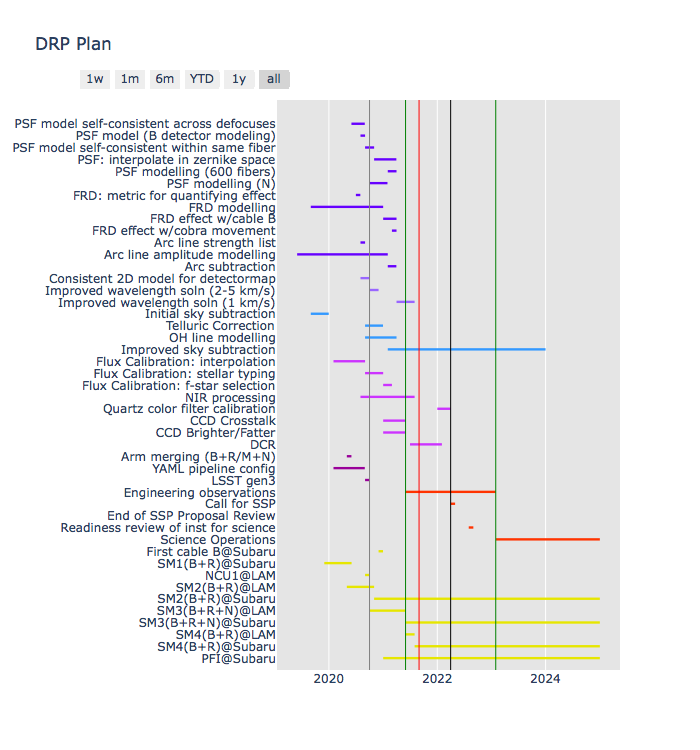 DRP Plan
1w 1m 6m YTD 1y all
PSF model self-consistent across defocuses
PSF model (B detector modeling)
PSF model self-consistent within same fiber
PSF: interpolate in zernike space
PSF modelling (600 fibers)
PSF modelling (N)
FRD: metric for quantifying effect
FRD modelling
FRD effect w/cable B
FRD effect w/cobra movement
Arc line strength list
Arc line amplitude modelling
Arc subtraction
Consistent 2D model for detectormap
Improved wavelength soln (2-5 km/s)
Improved wavelength soln (1 km/s)
Initial sky subtraction
Telluric Correction
OH line modelling
Improved sky subtraction
Flux Calibration: interpolation
Flux Calibration: stellar typing
Flux Calibration: f-star selection
NIR processing
Quartz color filter calibration
CCD Crosstalk
CCD Brighter/Fatter
DCR
Arm merging (B+R/M+N)
YAML pipeline config
LSST gen3
Engineering observations
Call for SSP
End of SSP Proposal Review
Readiness review of inst for science
Science Operations
First cable B@Subaru
SM1(B+R)@Subaru
NCU1@LAM
SM2(B+R)@LAM
SM2(B+R)@Subaru
SM3(B+R+N)@LAM
SM3(B+R+N)@Subaru
SM4(B+R)@LAM
SM4(B+R)@Subaru
PFI@Subaru
2020 2022 2024